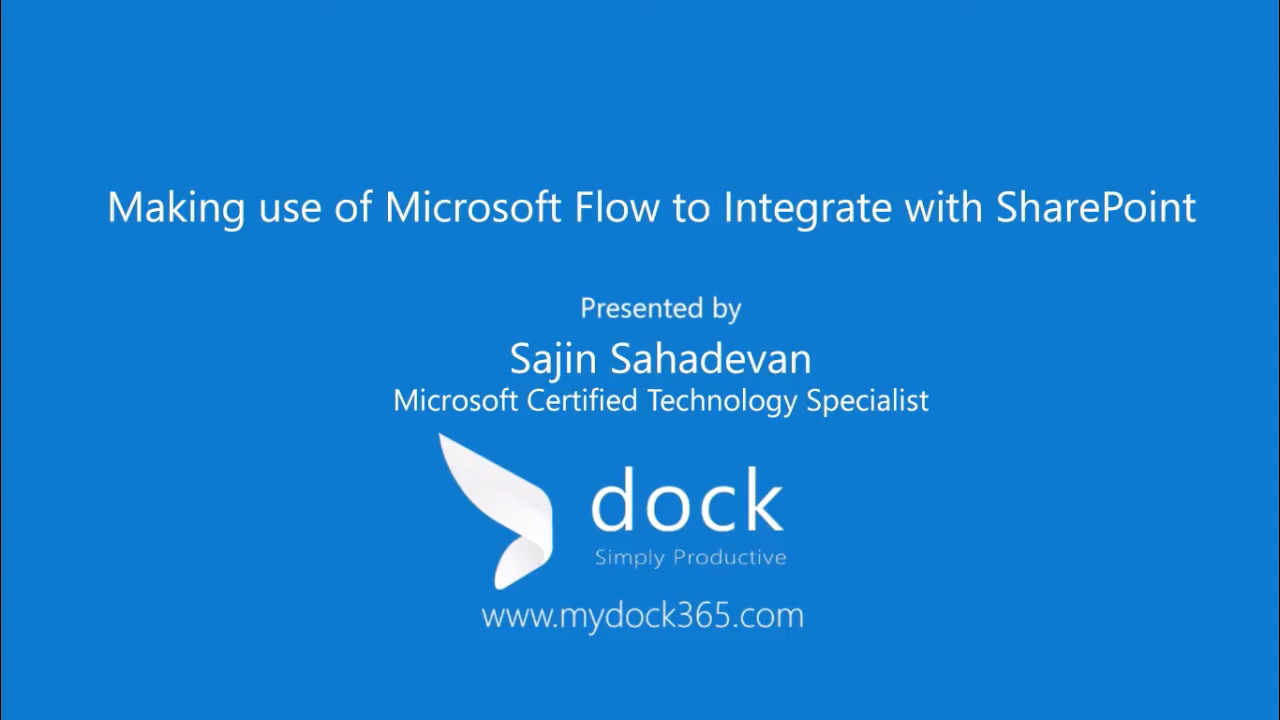 Making use of Microsoft Flow to Integrate with SharePoint
Presented by
Sajin Sahadevan
Microsoft Certified Technology Specialist
dock
Simply Productive
www.mydock365.com